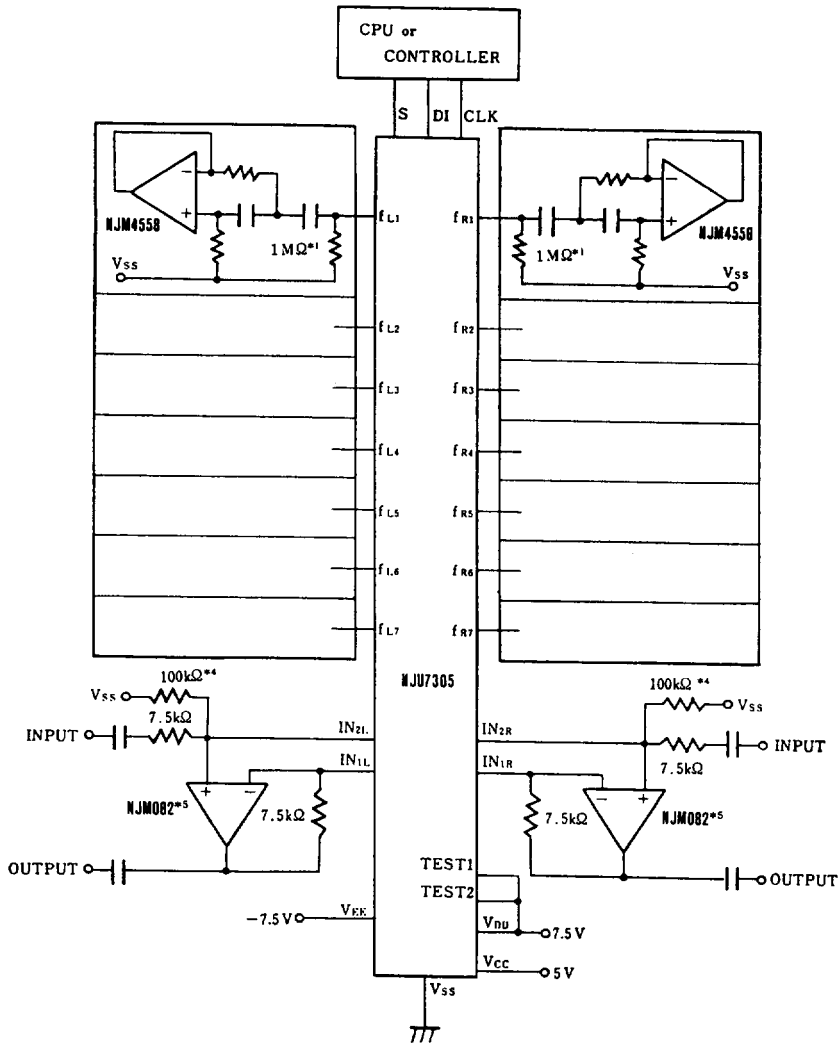 CPU or
CONTROLLER
S DI CLK
NJM4558
1MΩ*1
VSS
fL1
fR1
NJM4558
1MΩ*1
VSS
fL2
fR2
fL3
fR3
fL4
fR4
fL5
fR5
fL6
fR6
fL7
fR7
NJU7305
100kΩ*4
VSS
7.5kΩ
INPUT
IN2L
IN1L
NJM082*5
7.5kΩ
OUTPUT
100kΩ*4
VSS
IN2R
INPUT
7.5kΩ
IN1R
7.5kΩ
NJM082*5
OUTPUT
TEST1
TEST2
-7.5V
VEE
VDD
7.5V
VCC
5V
VSS